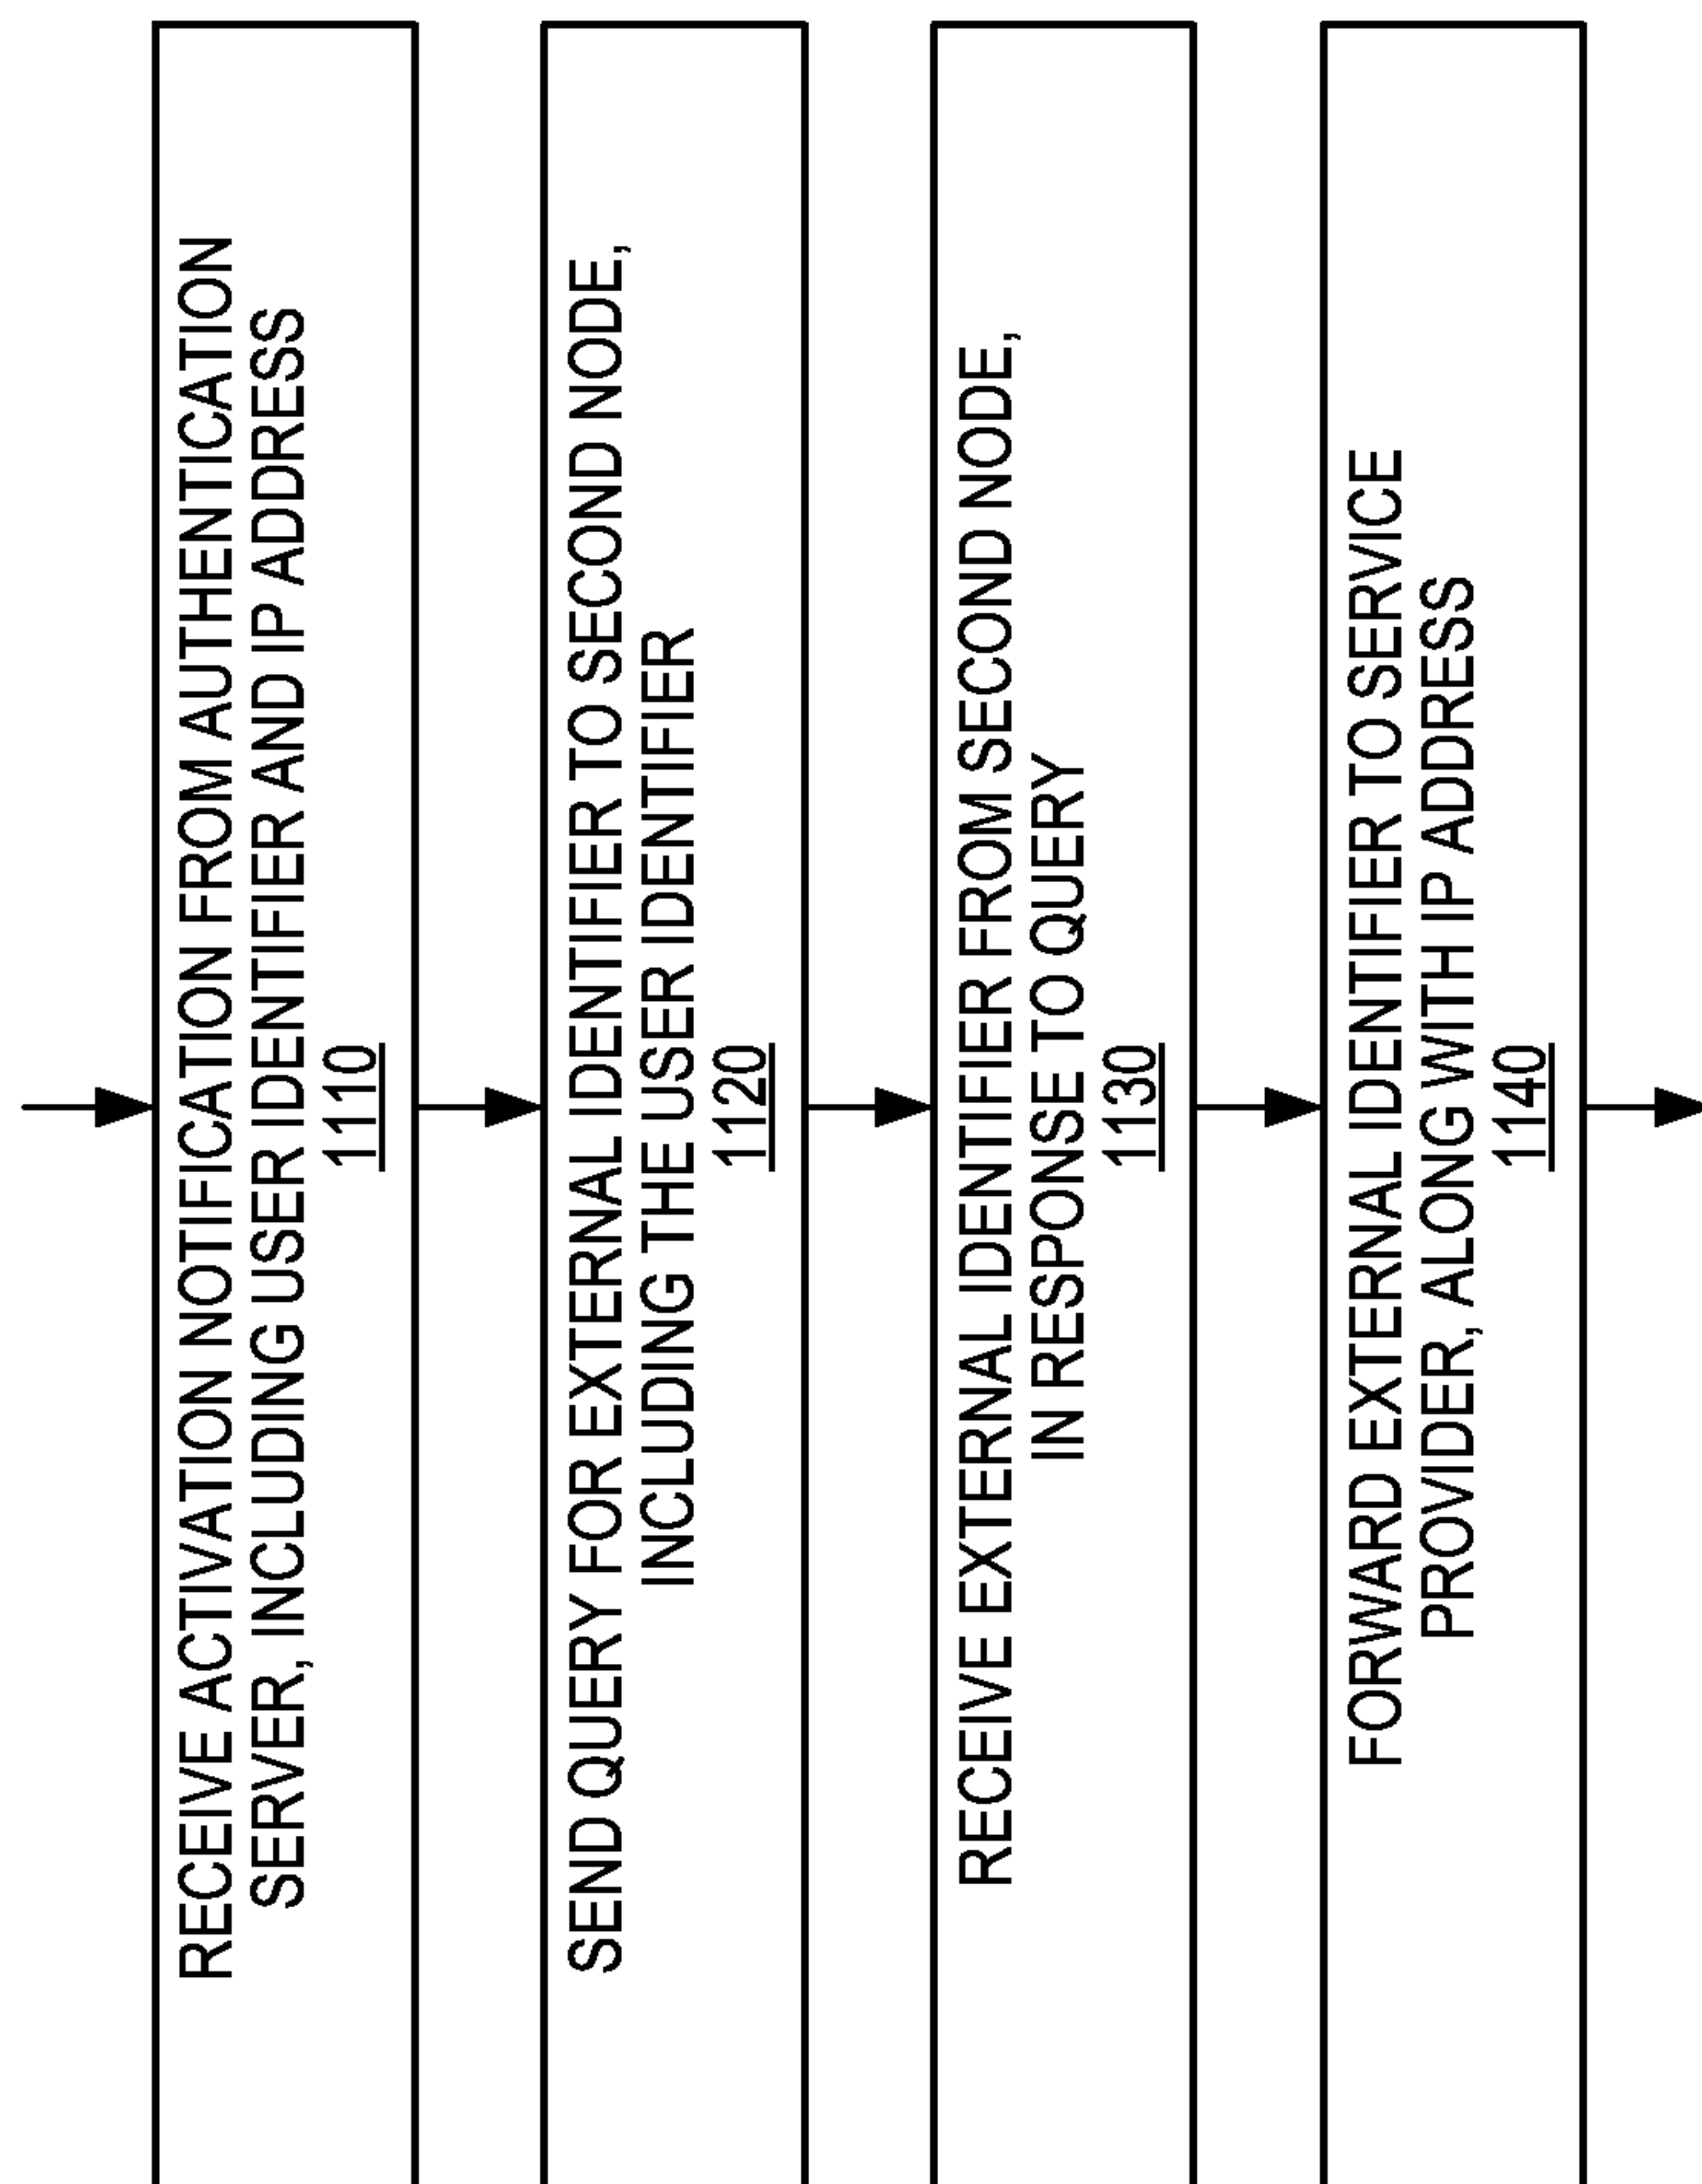 RECEIVE ACTIVATION NOTIFICATION FROM AUTHENTICATION
SERVER, INCLUDING USER IDENTIFIER AND IP ADDRESS
1110
SEND QUERY FOR EXTERNAL IDENTIFIER TO SECOND NODE,
INCLUDING THE USER IDENTIFIER
1120
RECEIVE EXTERNAL IDENTIFIER FROM SECOND NODE,
IN RESPONSE TO QUERY
1130
FORWARD EXTERNAL IDENTIFIER TO SERVICE
PROVIDER, ALONG WITH IP ADDRESS
1140